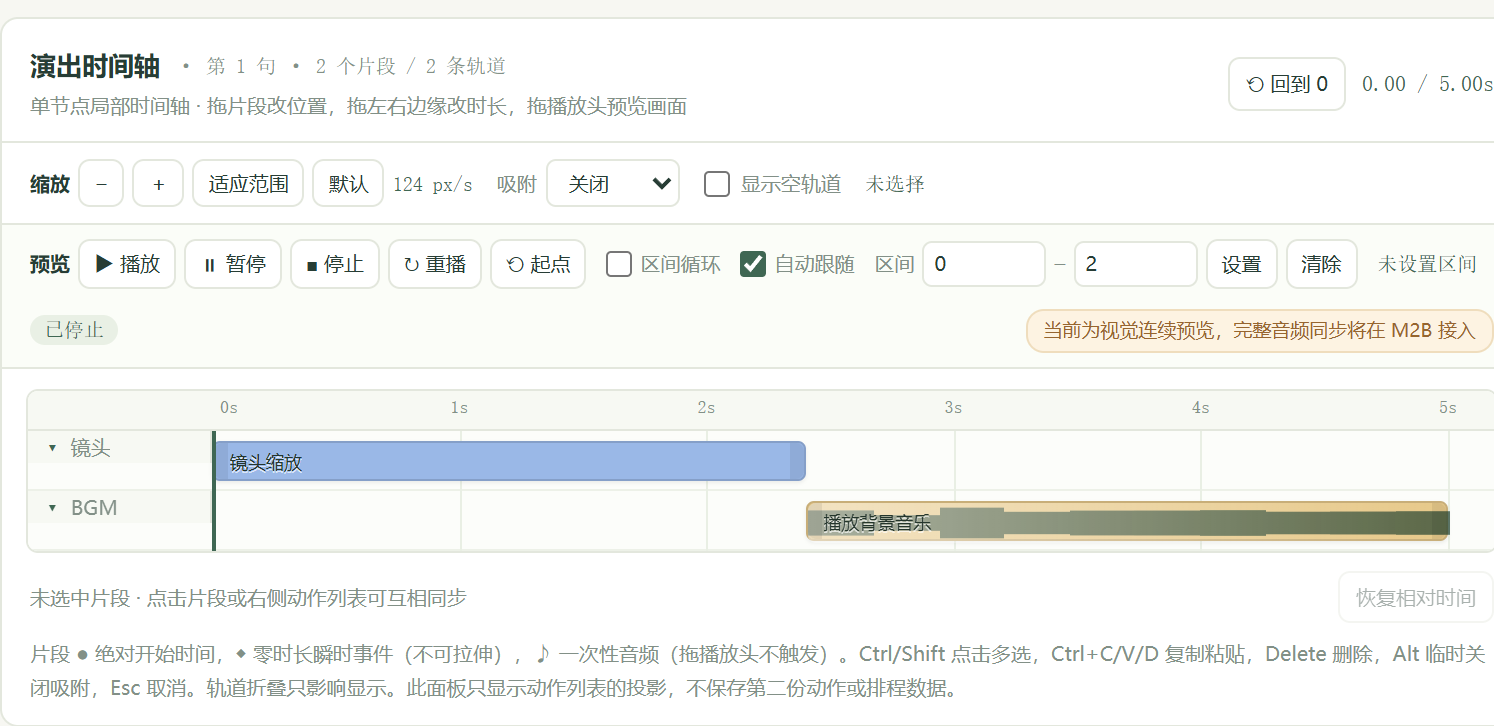 演出时间轴 · 第 1 句 · 2 个片段 / 2 条轨道
单节点局部时间轴 · 拖片段改位置，拖左右边缘改时长，拖播放头预览画面
回到 0 0.00 / 5.00s
缩放 − + 适应范围 默认 124 px/s 吸附 关闭 显示空轨道 未选择
预览 ▶ 播放 ⏸ 暂停 ■ 停止 ↻ 重播 ⟲ 起点 区间循环 自动跟随 区间 0 – 2 设置 清除 未设置区间
已停止 当前为视觉连续预览，完整音频同步将在 M2B 接入
0s 1s 2s 3s 4s 5s
▾ 镜头 镜头缩放
▾ BGM 播放背景音乐
未选中片段 · 点击片段或右侧动作列表可互相同步 恢复相对时间
片段 ● 绝对开始时间，◆ 零时长瞬时事件（不可拉伸），♪ 一次性音频（拖播放头不触发）。Ctrl/Shift 点击多选，Ctrl+C/V/D 复制粘贴，Delete 删除，Alt 临时关
闭吸附，Esc 取消。轨道折叠只影响显示。此面板只显示动作列表的投影，不保存第二份动作或排程数据。